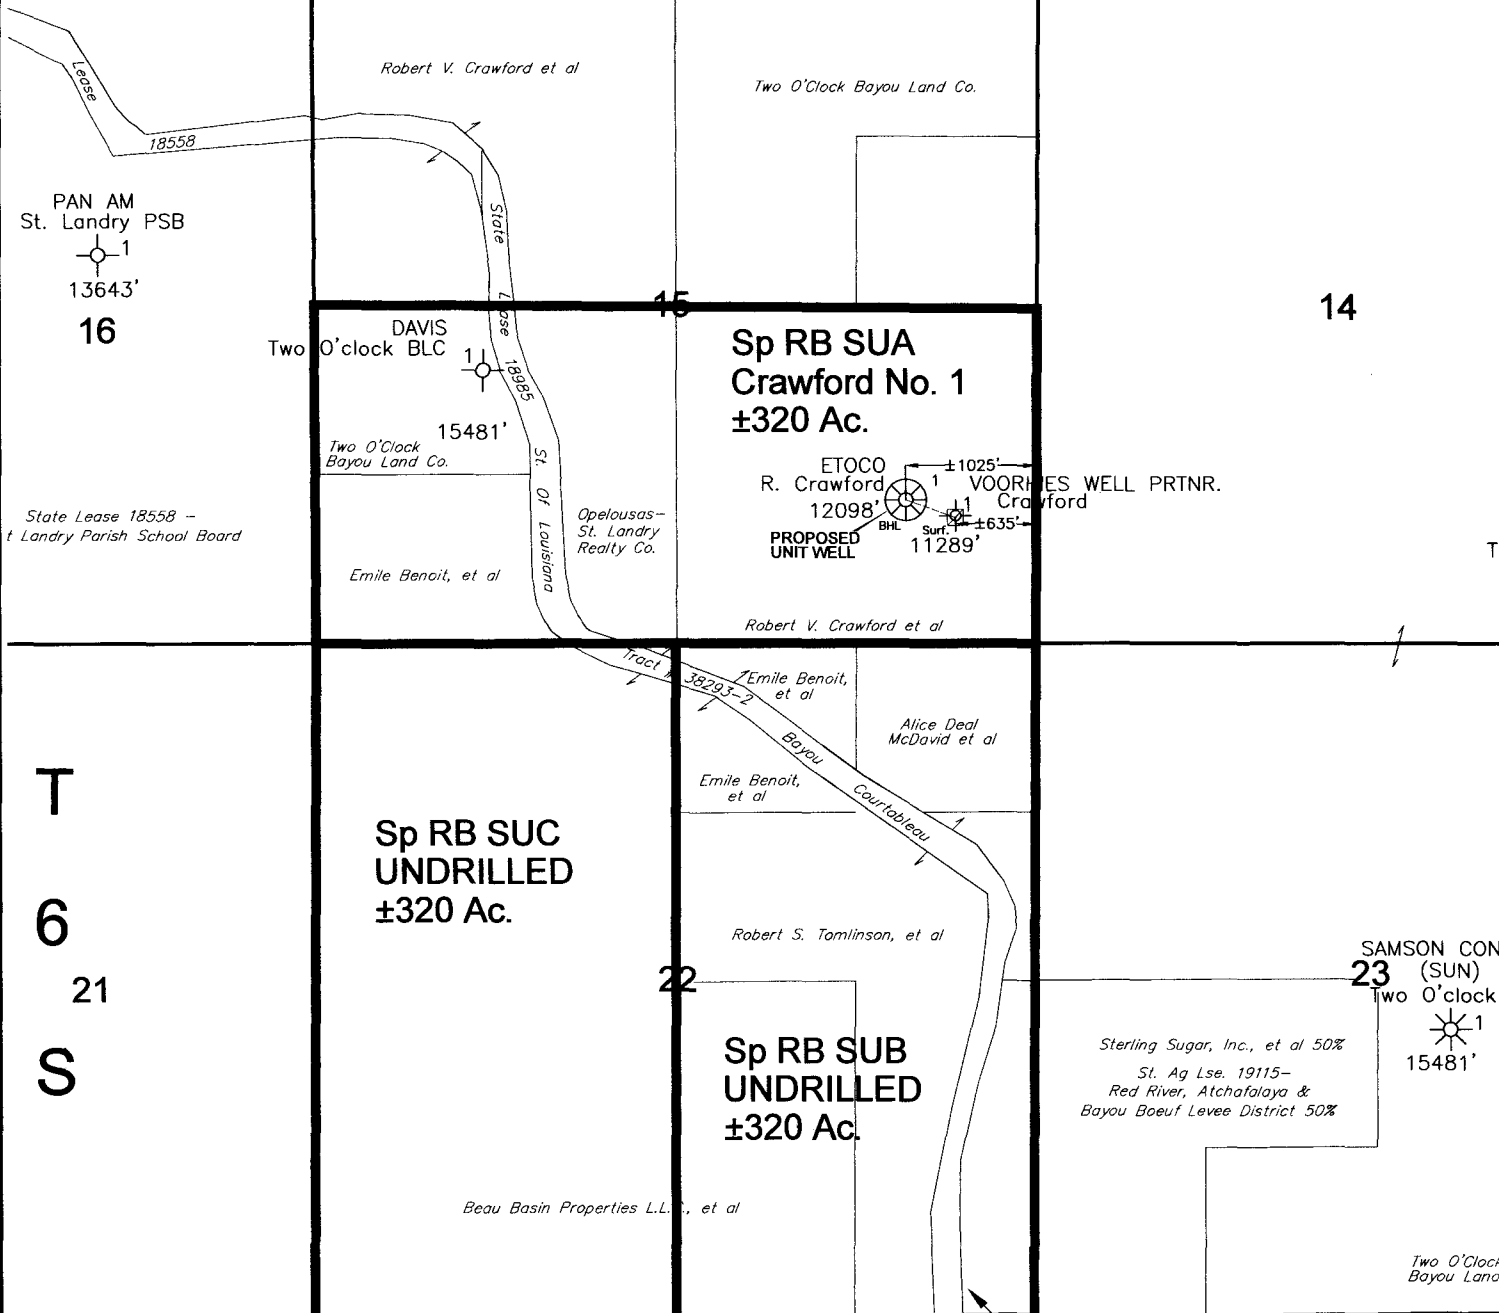 Lease
18558
Robert V. Crawford et al
Two O'Clock Bayou Land Co.
PAN AM
St. Landry PSB
1
13643'
16
State
Lease
18985
St. Of Louisiana
15
14
DAVIS
Two O'clock BLC
1
15481'
Sp RB SUA
Crawford No. 1
±320 Ac.
Two O'Clock
Bayou Land Co.
ETOCO
R. Crawford
12098'
1
±1025'
VOORHIES WELL PRTNR.
Crawford
1
±635'
BHL
Surf.
11289'
PROPOSED
UNIT WELL
State Lease 18558 -
t Landry Parish School Board
Opelousas-
St. Landry
Realty Co.
T
Emile Benoit, et al
Robert V. Crawford et al
Tract
38293-2
Bayou
Courtableau
Emile Benoit,
et al
Alice Deal
McDavid et al
Emile Benoit,
et al
T
6
S
21
Sp RB SUC
UNDRILLED
±320 Ac.
Robert S. Tomlinson, et al
22
23
SAMSON CON
(SUN)
Two O'clock
1
15481'
Sp RB SUB
UNDRILLED
±320 Ac.
Sterling Sugar, Inc., et al 50%
St. Ag Lse. 19115-
Red River, Atchafalaya &
Bayou Boeuf Levee District 50%
Beau Basin Properties L.L.C., et al
Two O'Clock
Bayou Land